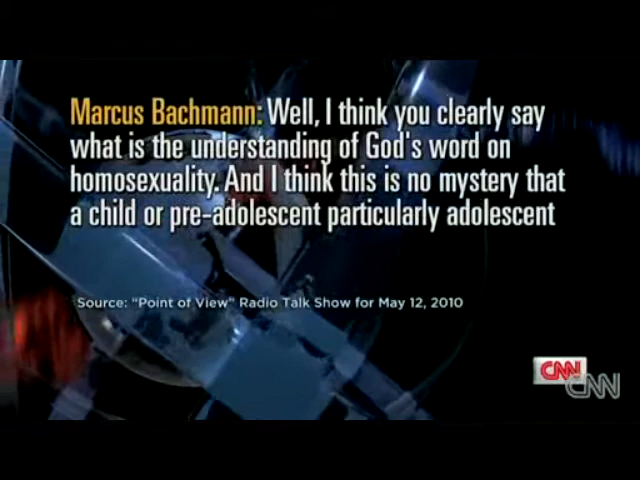 Marcus Bachmann: Well, I think you clearly say
what is the understanding of God's word on
homosexuality. And I think this is no mystery that
a child or pre-adolescent particularly adolescent
Source: "Point of View" Radio Talk Show for May 12, 2010
CNN
CNN